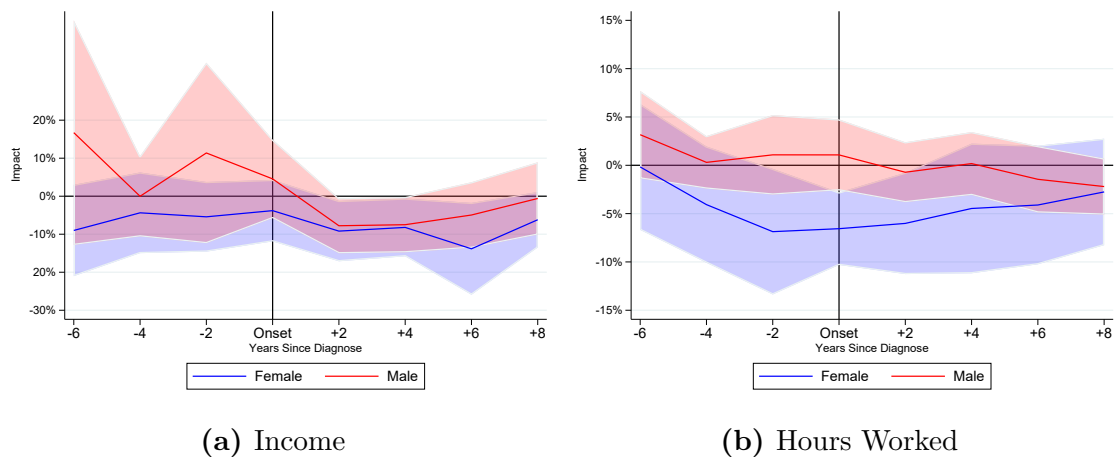 20%
10%
0%
-10%
20%
-30%
Impact
-6
-4
-2
Onset
+2
+4
+6
+8
Years Since Diagnose
Female
Male
(a) Income
15%
10%
5%
0%
-5%
-10%
-15%
Impact
-6
-4
-2
Onset
+2
+4
+6
+8
Years Since Diagnose
Female
Male
(b) Hours Worked